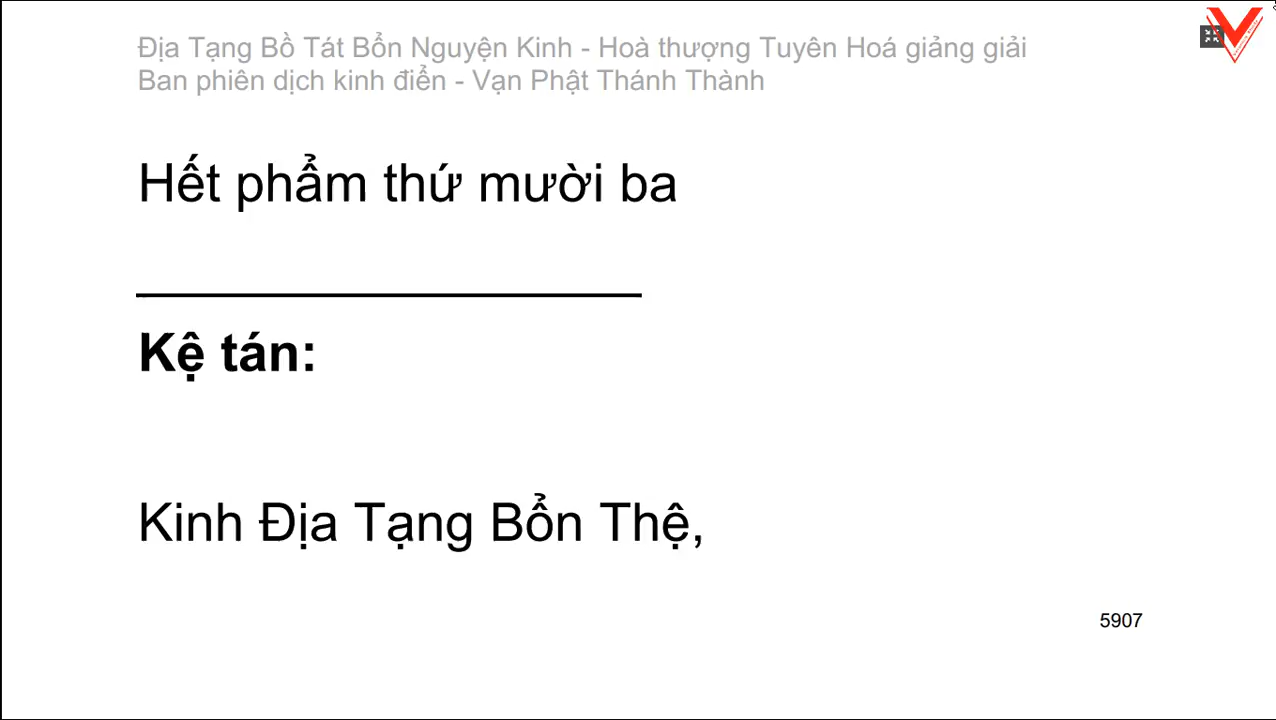 Địa Tạng Bồ Tát Bổn Nguyện Kinh - Hoà thượng Tuyên Hoá giảng giải
Ban phiên dịch kinh điển - Vạn Phật Thánh Thành
Hết phẩm thứ mười ba
Kệ tán:
Kinh Địa Tạng Bổn Thệ,
5907